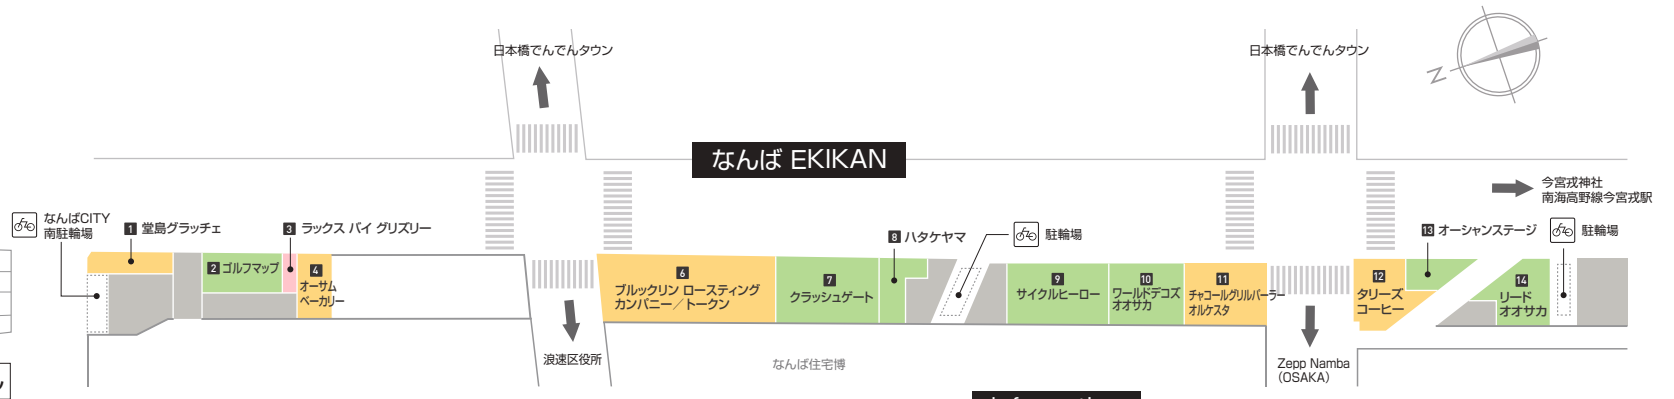 日本橋でんでんタウン
日本橋でんでんタウン
N
なんば EKIKAN
今宮戎神社
南海高野線今宮戎駅
なんばCITY
南駐輪場
1 堂島グラッチェ
3 ラックス バイ グリズリー
8 ハタケヤマ
駐輪場
13 オーシャンステージ
駐輪場
2 ゴルフマップ
4
オーサム
ベーカリー
6
ブルックリン ロースティング
カンパニー／トークン
7
クラッシュゲート
9
サイクルヒーロー
10
ワールドデコズ
オオサカ
11
チャコールグリルパーラー
オルケスタ
12
タリーズ
コーヒー
14
リード
オオサカ
浪速区役所
なんば住宅博
Zepp Namba
(OSAKA)